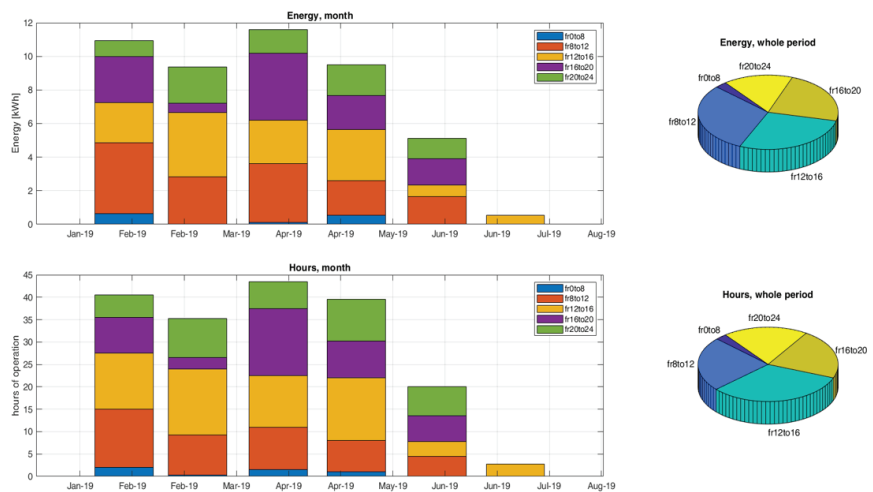 Energy, month
Energy [kWh]
12
10
8
6
4
2
0
fr0to8
fr8to12
fr12to16
fr16to20
fr20to24
Jan-19 Feb-19 Feb-19 Mar-19 Apr-19 Apr-19 May-19 Jun-19 Jun-19 Jul-19 Aug-19
Energy, whole period
fr20to24
fr0to8
fr16to20
fr8to12
fr12to16
Hours, month
hours of operation
45
40
35
30
25
20
15
10
5
0
fr0to8
fr8to12
fr12to16
fr16to20
fr20to24
Jan-19 Feb-19 Feb-19 Mar-19 Apr-19 Apr-19 May-19 Jun-19 Jun-19 Jul-19 Aug-19
Hours, whole period
fr20to24
fr0to8
fr16to20
fr8to12
fr12to16